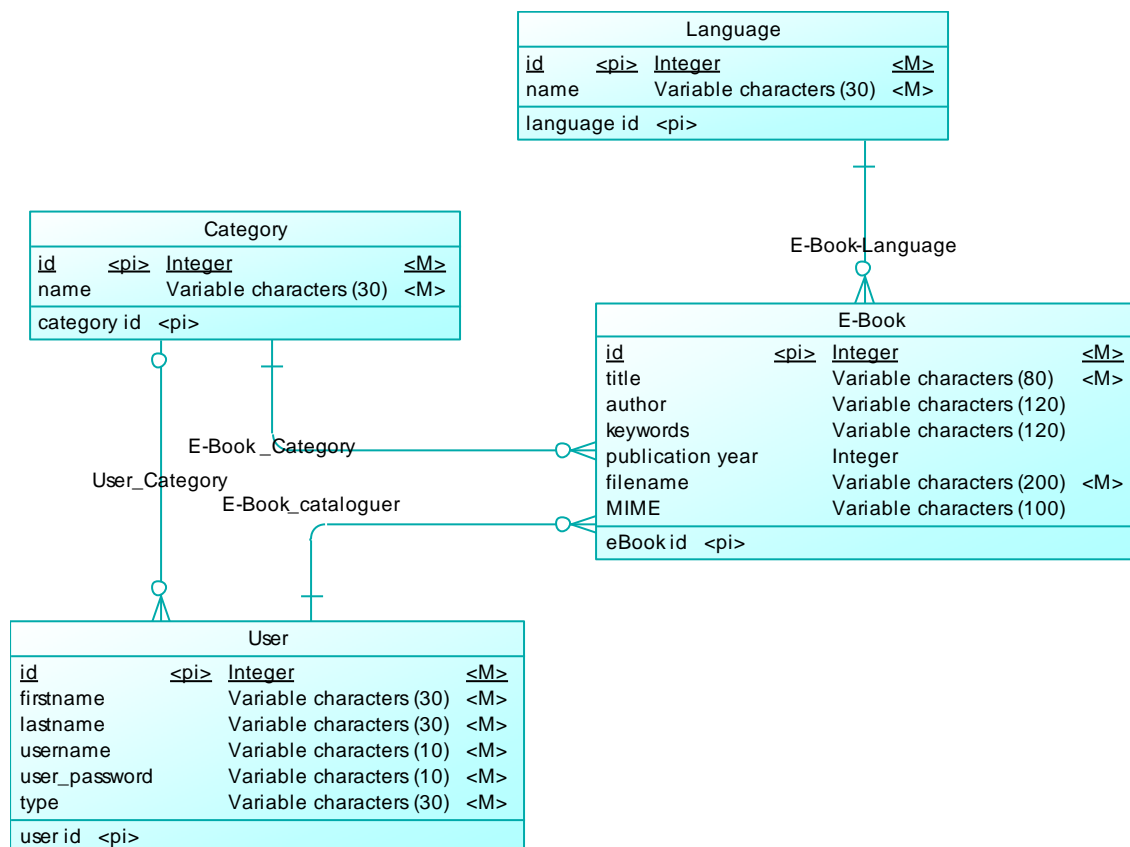 Language
id <pi> Integer <M>
name Variable characters (30) <M>
language id <pi>
Category
id <pi> Integer <M>
name Variable characters (30) <M>
category id <pi>
E-Book-Language
E-Book
id <pi> Integer <M>
title Variable characters (80) <M>
author Variable characters (120)
keywords Variable characters (120)
publication year Integer
filename Variable characters (200) <M>
MIME Variable characters (100)
eBook id <pi>
E-Book_Category
User_Category
E-Book_cataloguer
User
id <pi> Integer <M>
firstname Variable characters (30) <M>
lastname Variable characters (30) <M>
username Variable characters (10) <M>
user_password Variable characters (10) <M>
type Variable characters (30) <M>
user id <pi>